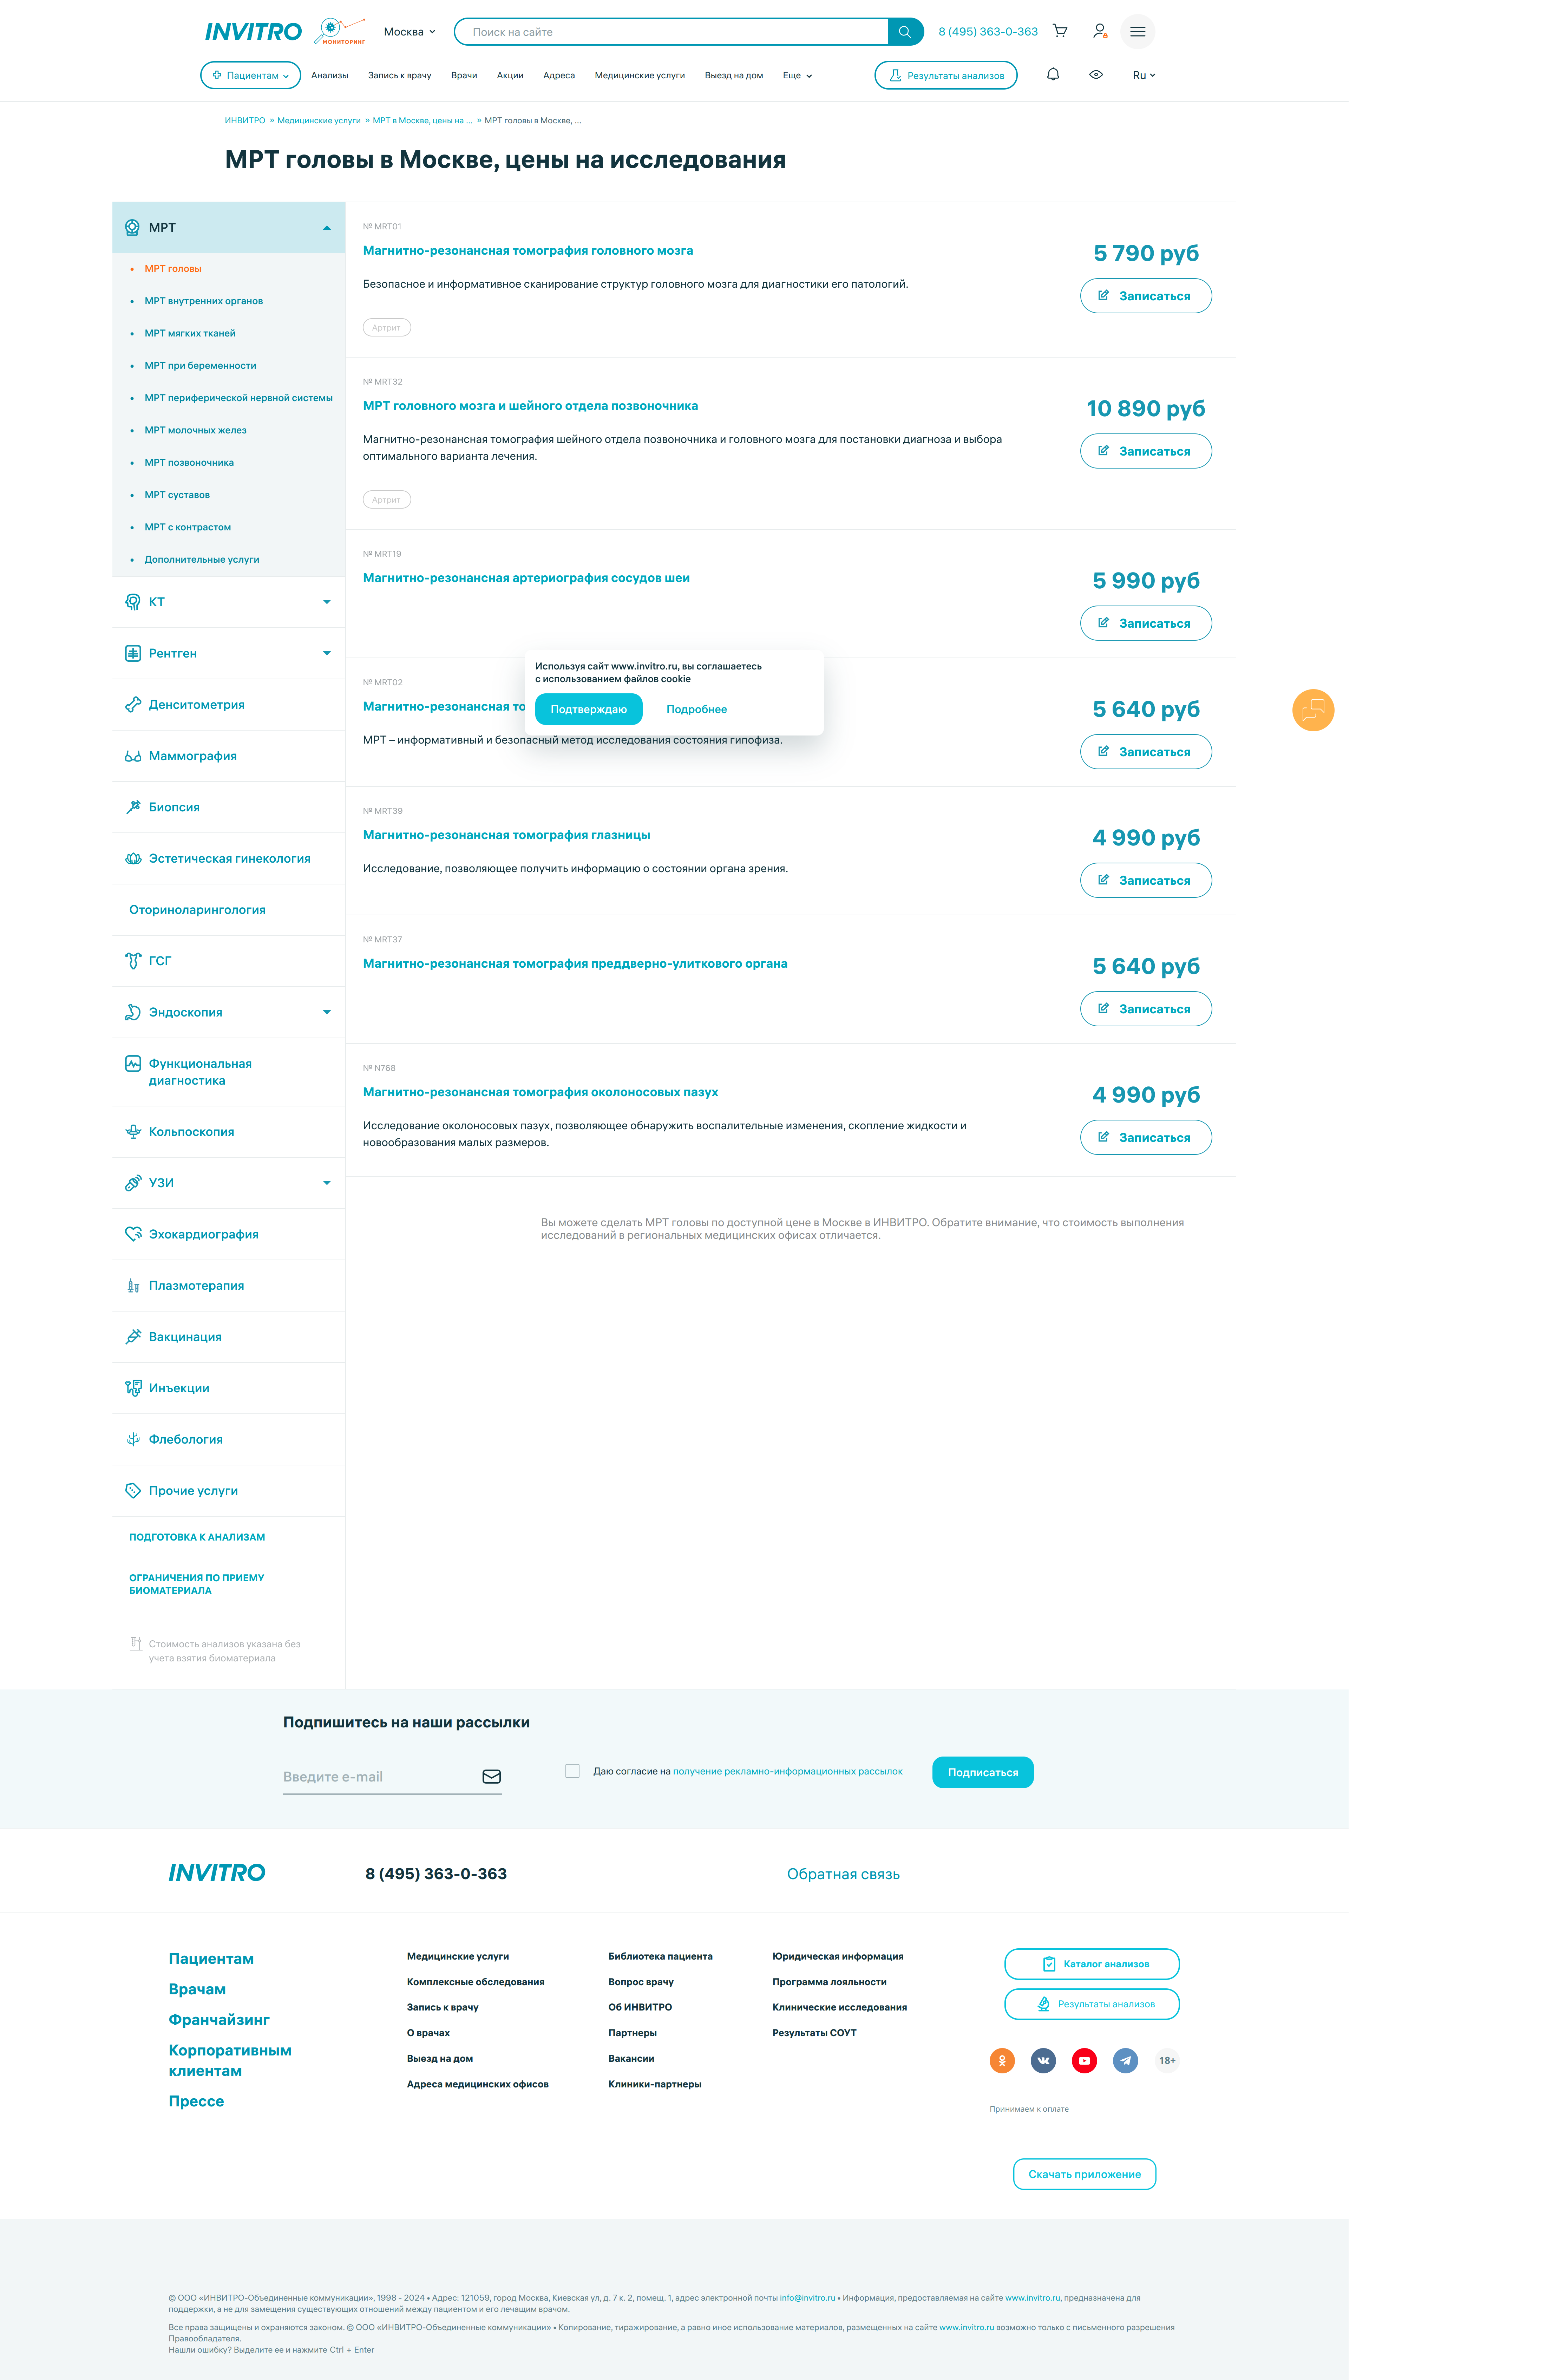 INVITRO
МОНИТОРИНГ
Москва
Поиск на сайте
8 (495) 363-0-363
Пациентам
Анализы
Запись к врачу
Врачи
Акции
Адреса
Медицинские услуги
Выезд на дом
Еще
Результаты анализов
Ru
ИНВИТРО » Медицинские услуги » МРТ в Москве, цены на ... » МРТ головы в Москве, ...
МРТ головы в Москве, цены на исследования
МРТ
МРТ головы
МРТ внутренних органов
МРТ мягких тканей
МРТ при беременности
МРТ периферической нервной системы
МРТ молочных желез
МРТ позвоночника
МРТ суставов
МРТ с контрастом
Дополнительные услуги
КТ
Рентген
Денситометрия
Маммография
Биопсия
Эстетическая гинекология
Оториноларингология
ГСГ
Эндоскопия
Функциональная
диагностика
Кольпоскопия
УЗИ
Эхокардиография
Плазмотерапия
Вакцинация
Инъекции
Флебология
Прочие услуги
ПОДГОТОВКА К АНАЛИЗАМ
ОГРАНИЧЕНИЯ ПО ПРИЕМУ
БИОМАТЕРИАЛА
Стоимость анализов указана без
учета взятия биоматериала
№ MRT01
Магнитно-резонансная томография головного мозга
Безопасное и информативное сканирование структур головного мозга для диагностики его патологий.
Артрит
5 790 руб
Записаться
№ MRT32
МРТ головного мозга и шейного отдела позвоночника
Магнитно-резонансная томография шейного отдела позвоночника и головного мозга для постановки диагноза и выбора
оптимального варианта лечения.
Артрит
10 890 руб
Записаться
№ MRT19
Магнитно-резонансная артериография сосудов шеи
5 990 руб
Записаться
№ MRT02
Магнитно-резонансная то
МРТ – информативный и безопасный метод исследования состояния гипофиза.
5 640 руб
Записаться
Используя сайт www.invitro.ru, вы соглашаетесь
с использованием файлов cookie
Подтверждаю
Подробнее
№ MRT39
Магнитно-резонансная томография глазницы
Исследование, позволяющее получить информацию о состоянии органа зрения.
4 990 руб
Записаться
№ MRT37
Магнитно-резонансная томография преддверно-улиткового органа
5 640 руб
Записаться
№ N768
Магнитно-резонансная томография околоносовых пазух
Исследование околоносовых пазух, позволяющее обнаружить воспалительные изменения, скопление жидкости и
новообразования малых размеров.
4 990 руб
Записаться
Вы можете сделать МРТ головы по доступной цене в Москве в ИНВИТРО. Обратите внимание, что стоимость выполнения
исследований в региональных медицинских офисах отличается.
Подпишитесь на наши рассылки
Введите e-mail
Даю согласие на получение рекламно-информационных рассылок
Подписаться
INVITRO
8 (495) 363-0-363
Обратная связь
Пациентам
Врачам
Франчайзинг
Корпоративным
клиентам
Прессе
Медицинские услуги
Комплексные обследования
Запись к врачу
О врачах
Выезд на дом
Адреса медицинских офисов
Библиотека пациента
Вопрос врачу
Об ИНВИТРО
Партнеры
Вакансии
Клиники-партнеры
Юридическая информация
Программа лояльности
Клинические исследования
Результаты СОУТ
Каталог анализов
Результаты анализов
18+
Принимаем к оплате
Скачать приложение
© ООО «ИНВИТРО-Объединенные коммуникации», 1998 - 2024 • Адрес: 121059, город Москва, Киевская ул, д. 7 к. 2, помещ. 1, адрес электронной почты info@invitro.ru • Информация, предоставляемая на сайте www.invitro.ru, предназначена для
поддержки, а не для замещения существующих отношений между пациентом и его лечащим врачом.
Все права защищены и охраняются законом. © ООО «ИНВИТРО-Объединенные коммуникации» • Копирование, тиражирование, а равно иное использование материалов, размещенных на сайте www.invitro.ru возможно только с письменного разрешения
Правообладателя.
Нашли ошибку? Выделите ее и нажмите Ctrl + Enter